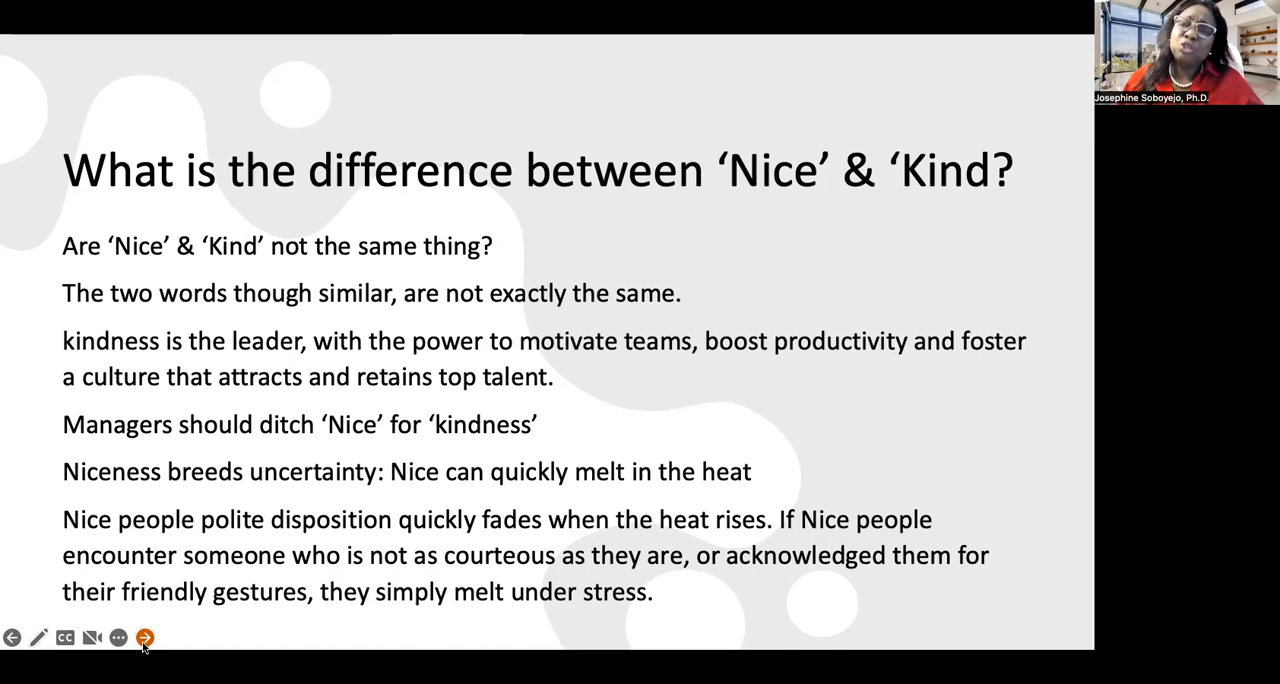 What is the difference between ‘Nice’ & ‘Kind?
Are ‘Nice’ & ‘Kind’ not the same thing?
The two words though similar, are not exactly the same.
kindness is the leader, with the power to motivate teams, boost productivity and foster
a culture that attracts and retains top talent.
Managers should ditch ‘Nice’ for ‘kindness’
Niceness breeds uncertainty: Nice can quickly melt in the heat
Nice people polite disposition quickly fades when the heat rises. If Nice people
encounter someone who is not as courteous as they are, or acknowledged them for
their friendly gestures, they simply melt under stress.
CC
Josephine Soboyejo, Ph.D.